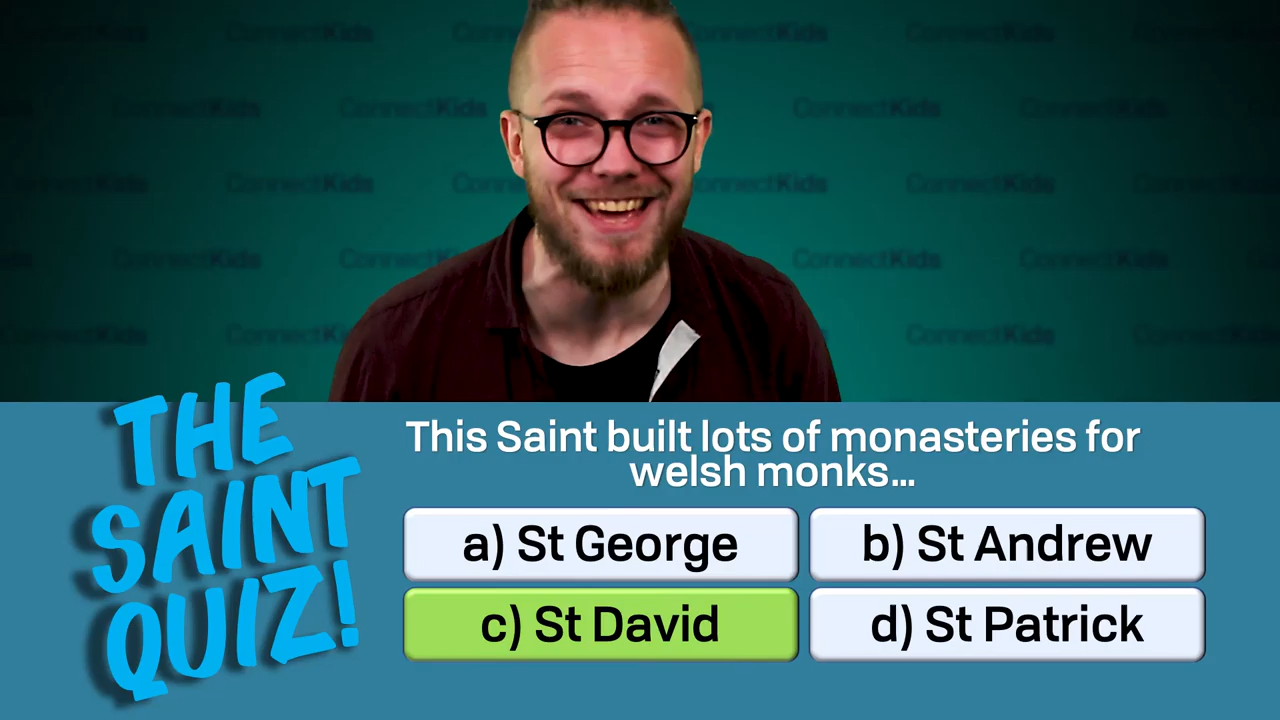 ConnectKids
THE
SAINT
QUIZ!
This Saint built lots of monasteries for
welsh monks...
a) St George
b) St Andrew
c) St David
d) St Patrick